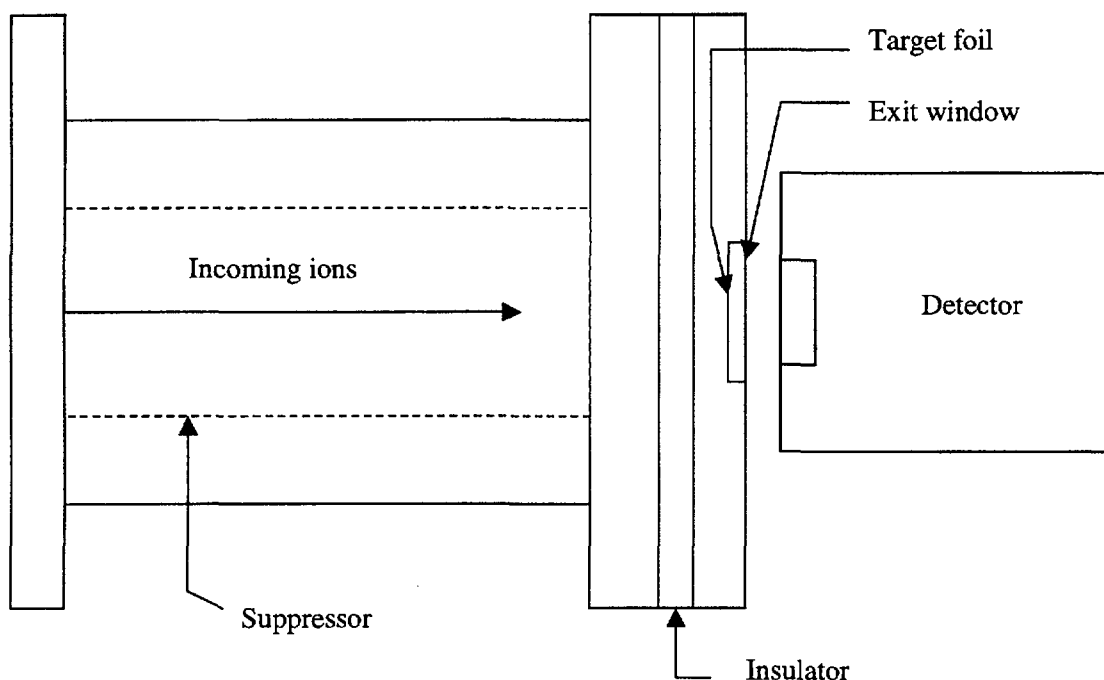 Target foil
Exit window
Incoming ions
Detector
Suppressor
Insulator